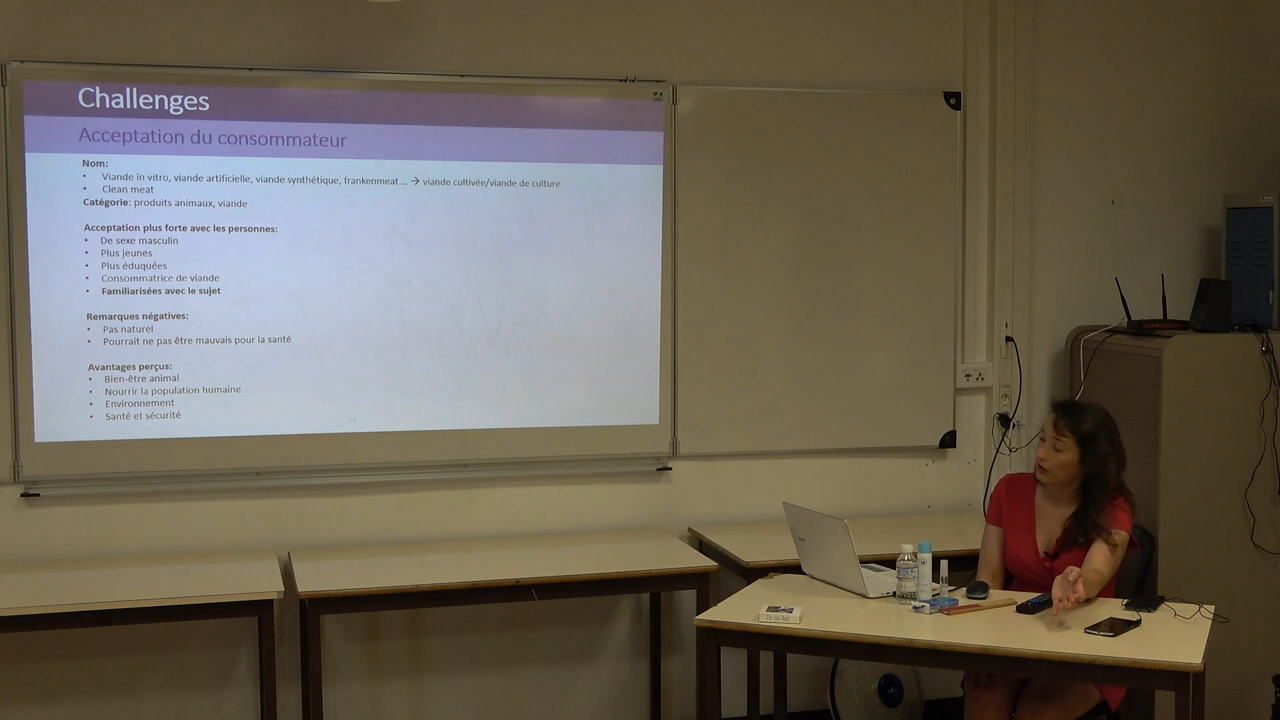 Challenges
Acceptation du consommateur
Nom:
• Viande in vitro, viande artificielle, viande synthétique, frankenmeat ... → viande cultivée/viande de culture
• Clean meat
Catégorie: produits animaux, viande
Acceptation plus forte avec les personnes:
• De sexe masculin
• Plus jeunes
• Plus éduquées
• Consommatrice de viande
• Familiarisées avec le sujet
Remarques négatives:
• Pas naturel
• Pourrait ne pas être mauvais pour la santé
Avantages perçus:
• Bien-être animal
• Nourrir la population humaine
• Environnement
• Santé et sécurité